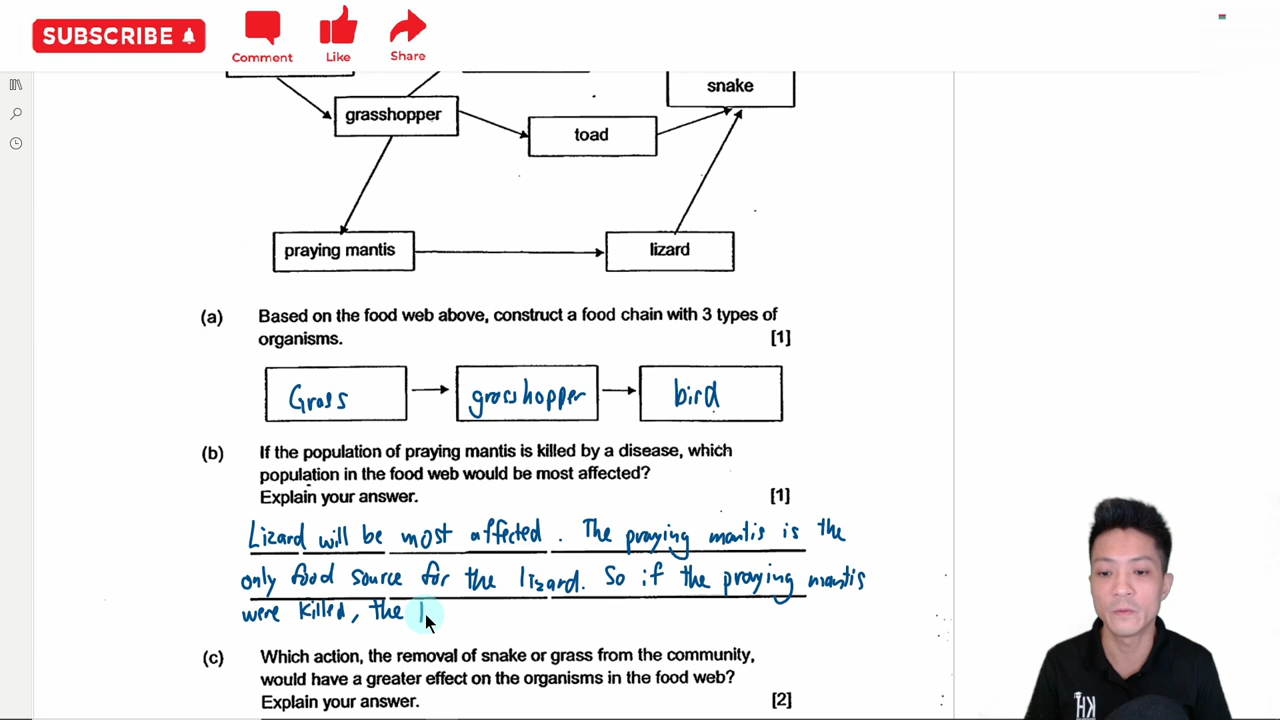 SUBSCRIBE
Comment
Like
Share
snake
grasshopper
toad
praying mantis
lizard
(a) Based on the food web above, construct a food chain with 3 types of
organisms. [1]
Grass
grasshopper
bird
(b) If the population of praying mantis is killed by a disease, which
population in the food web would be most affected?
Explain your answer. [1]
Lizard will be most affected. The praying mantis is the
only food source for the lizard. So if the praying mantis
were killed, the l
(c) Which action, the removal of snake or grass from the community,
would have a greater effect on the organisms in the food web?
Explain your answer. [2]
KH